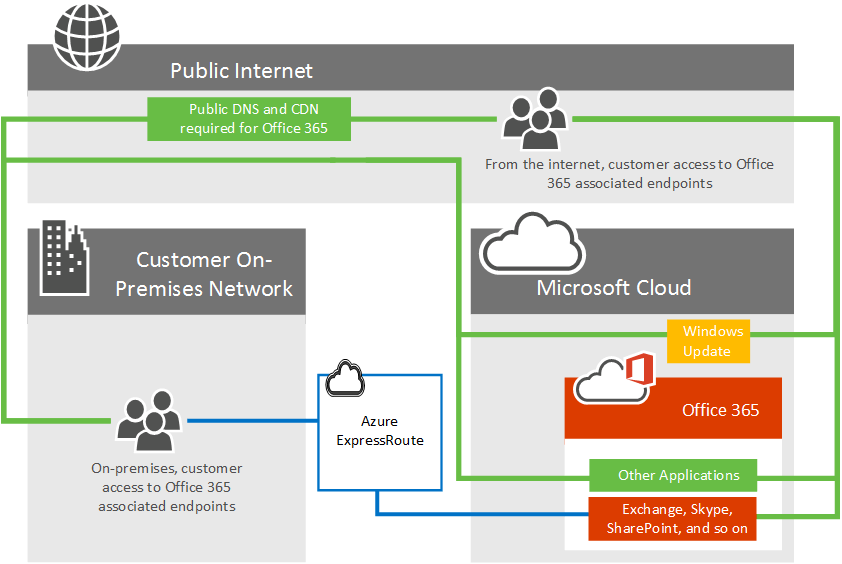 Public Internet
Public DNS and CDN
required for Office 365
From the internet, customer access to Office
365 associated endpoints
Customer On-
Premises Network
Microsoft Cloud
Windows
Update
Azure
ExpressRoute
Office 365
On-premises, customer
access to Office 365
associated endpoints
Other Applications
Exchange, Skype,
SharePoint, and so on